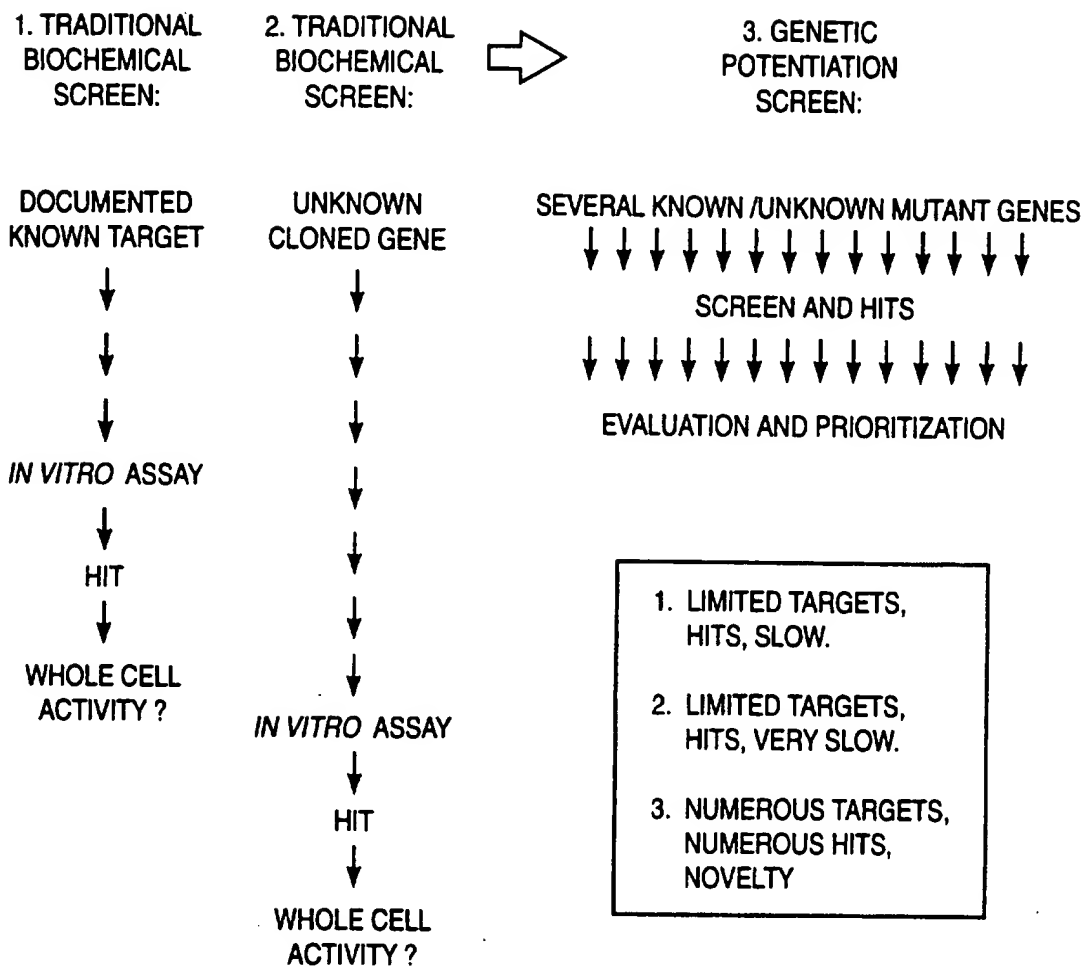 1. TRADITIONAL
BIOCHEMICAL
SCREEN:
2. TRADITIONAL
BIOCHEMICAL
SCREEN:
3. GENETIC
POTENTIATION
SCREEN:
DOCUMENTED
KNOWN TARGET
IN VITRO ASSAY
HIT
WHOLE CELL
ACTIVITY ?
UNKNOWN
CLONED GENE
IN VITRO ASSAY
HIT
WHOLE CELL
ACTIVITY ?
SEVERAL KNOWN /UNKNOWN MUTANT GENES
SCREEN AND HITS
EVALUATION AND PRIORITIZATION
1. LIMITED TARGETS,
HITS, SLOW.
2. LIMITED TARGETS,
HITS, VERY SLOW.
3. NUMEROUS TARGETS,
NUMEROUS HITS,
NOVELTY